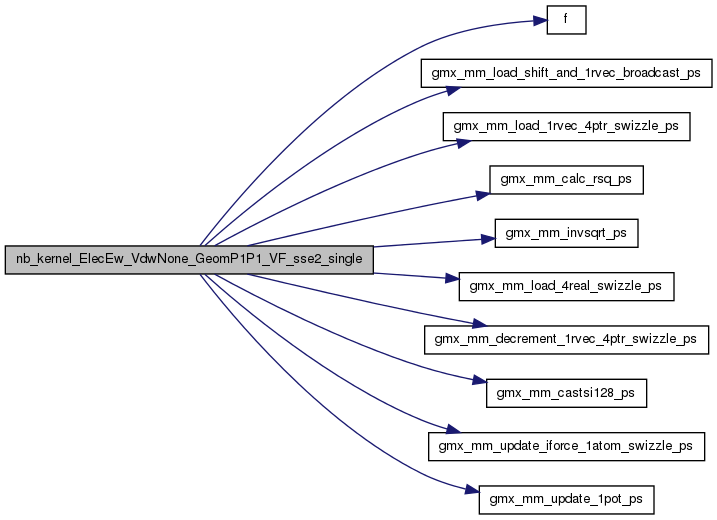 f
gmx_mm_load_shift_and_1rvec_broadcast_ps
gmx_mm_load_1rvec_4ptr_swizzle_ps
gmx_mm_calc_rsq_ps
gmx_mm_invsqrt_ps
nb_kernel_ElecEw_VdwNone_GeomP1P1_VF_sse2_single
gmx_mm_load_4real_swizzle_ps
gmx_mm_decrement_1rvec_4ptr_swizzle_ps
gmx_mm_castsi128_ps
gmx_mm_update_iforce_1atom_swizzle_ps
gmx_mm_update_1pot_ps